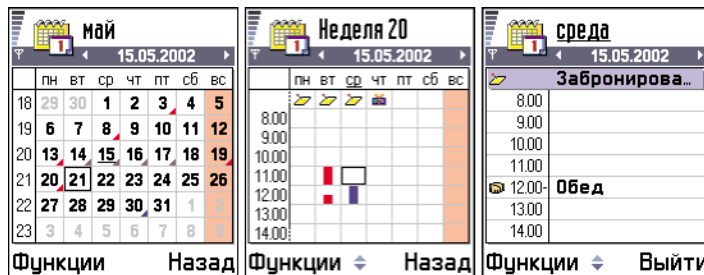 май
15.05.2002
пн вт ср чт пт сб вс
18 29 30 1 2 3 4 5
19 6 7 8 9 10 11 12
20 13 14 15 16 17 18 19
21 20 21 22 23 24 25 26
22 27 28 29 30 31 1 2
23 3 4 5 6 7 8 9
Функции Назад
Неделя 20
15.05.2002
пн вт ср чт пт сб вс
8.00
9.00
10.00
11.00
12.00
13.00
14.00
Функции Назад
среда
15.05.2002
Забронирова...
8.00
9.00
10.00
11.00
12.00- Обед
13.00
14.00
Функции Выйти